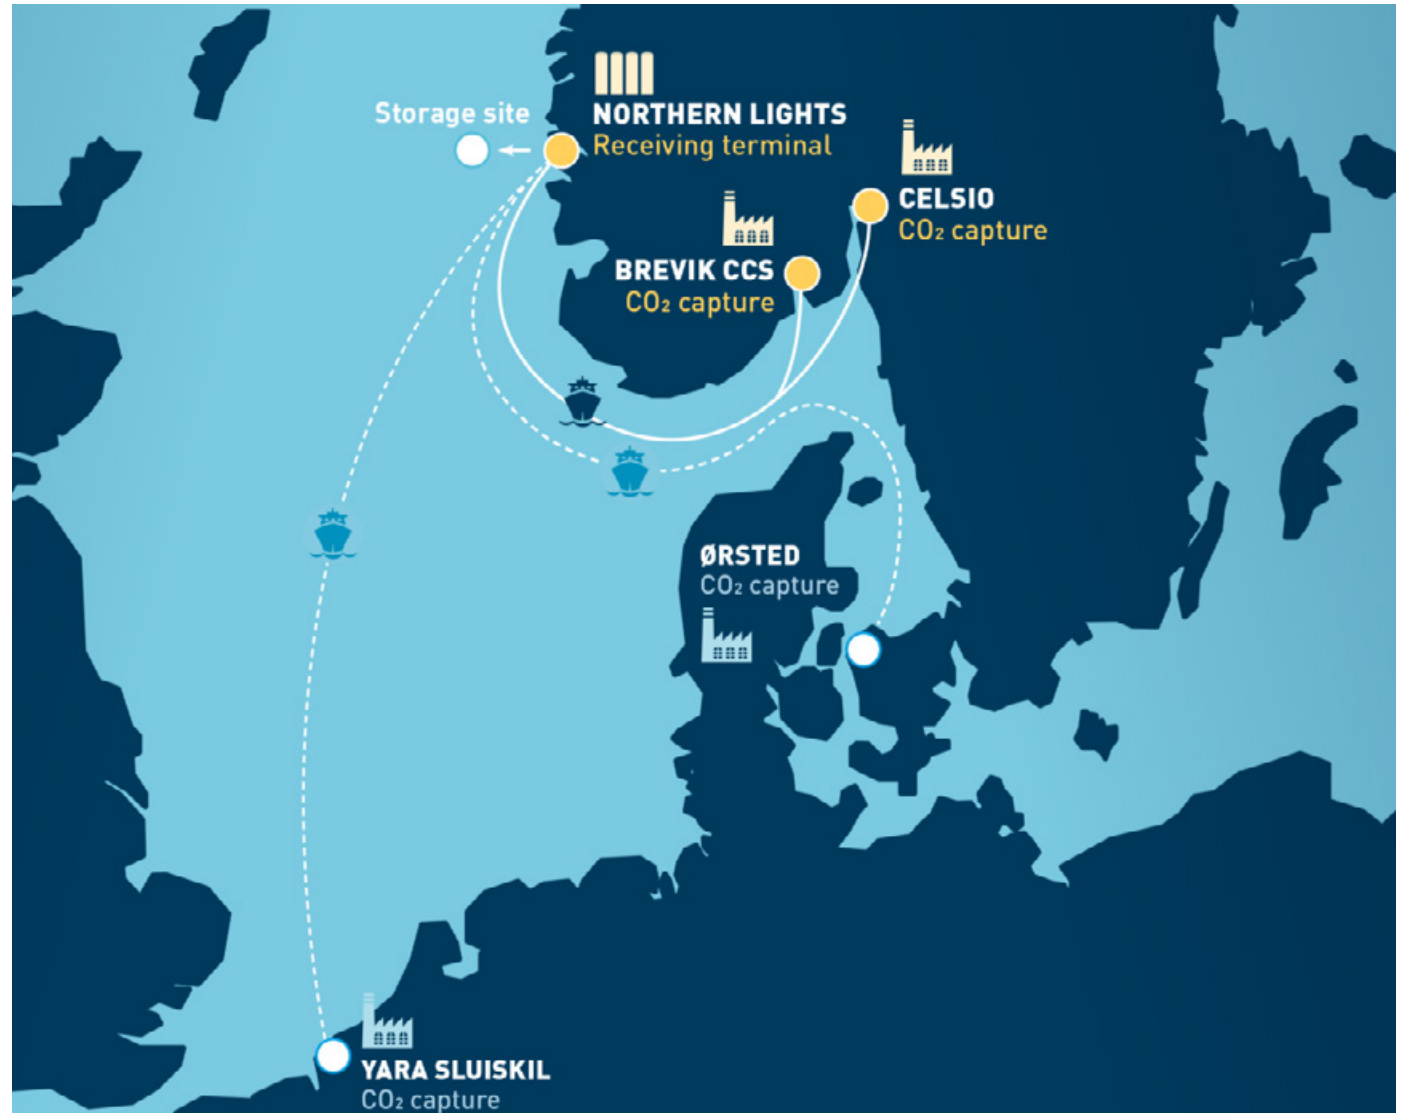 Storage site
NORTHERN LIGHTS
Receiving terminal
CELSIO
CO₂ capture
BREVIK CCS
CO₂ capture
ØRSTED
CO₂ capture
YARA SLUISKIL
CO₂ capture